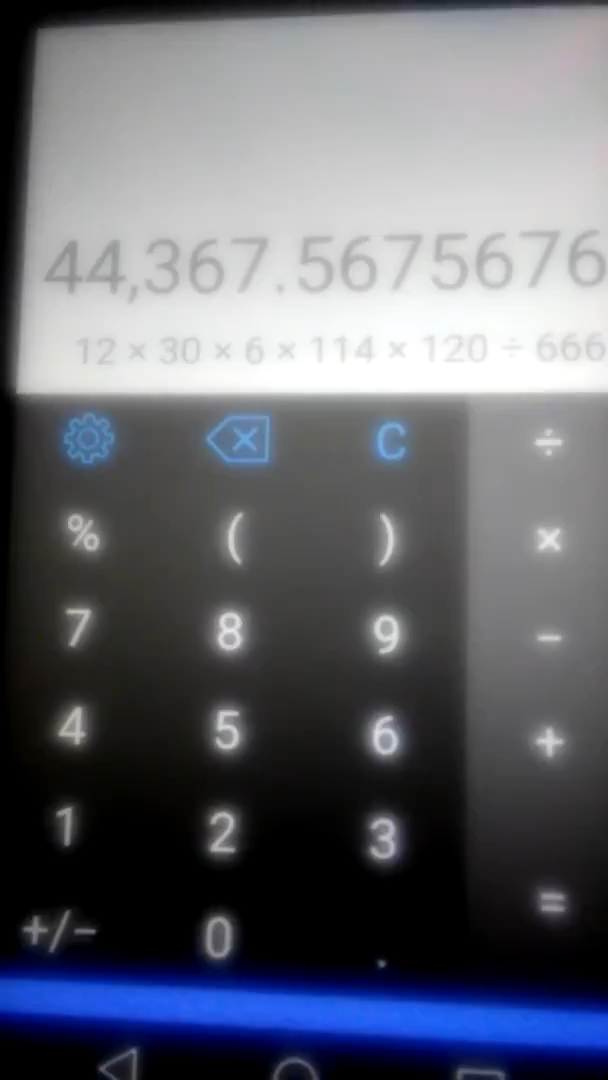 44,367.5675676
12 × 30 × 6 × 114 × 120 ÷ 666
C ÷
% ( ) ×
7 8 9 −
4 5 6 +
1 2 3
+/− 0 . =